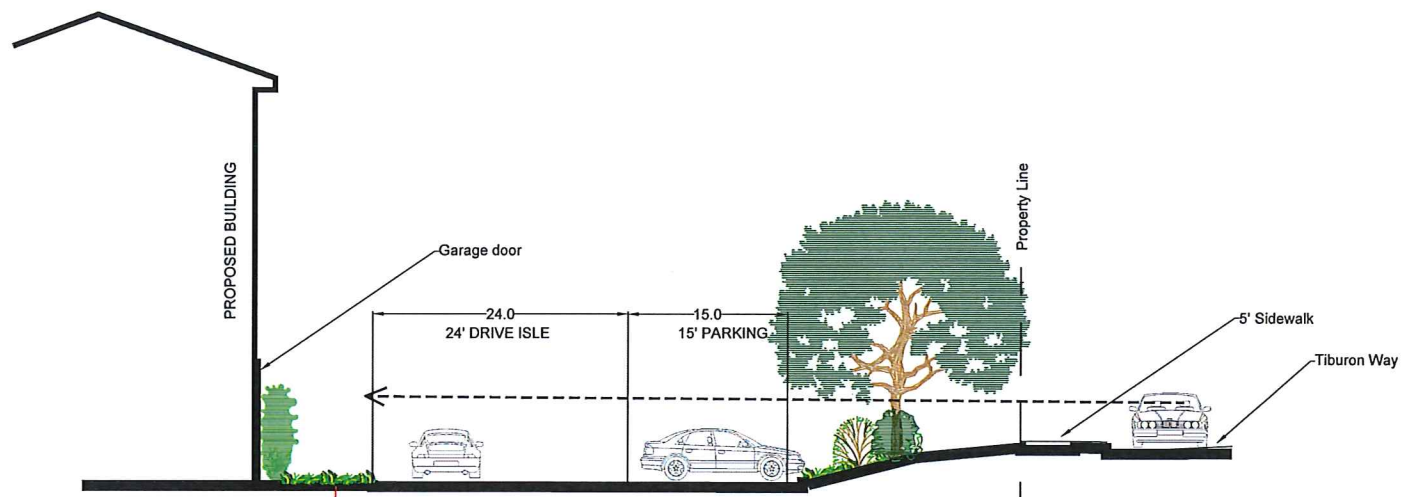 PROPOSED BUILDING
Garage door
24.0
24' DRIVE ISLE
15.0
15' PARKING
Property Line
5' Sidewalk
Tiburon Way